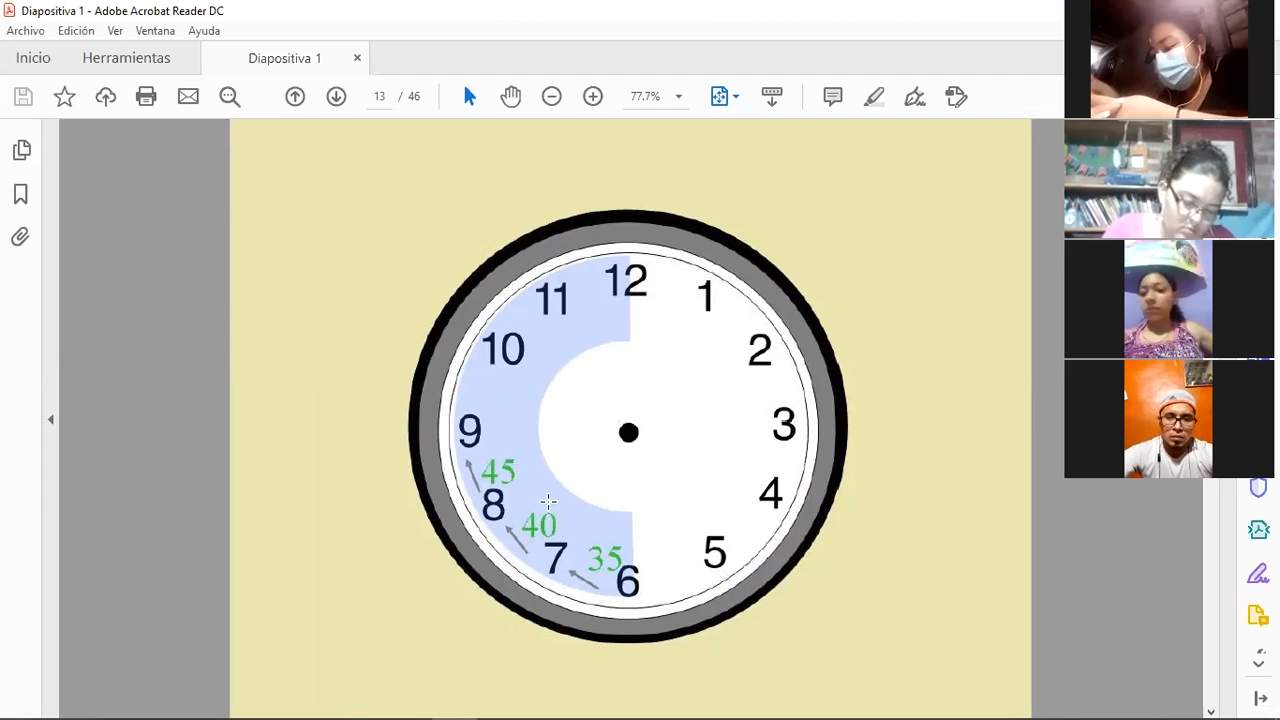 Diapositiva 1 - Adobe Acrobat Reader DC
Archivo Edición Ver Ventana Ayuda
Inicio Herramientas Diapositiva 1
13 / 46 77.7%
12
11 1
10 2
9 3
45
8 4
40
7 35 5
6